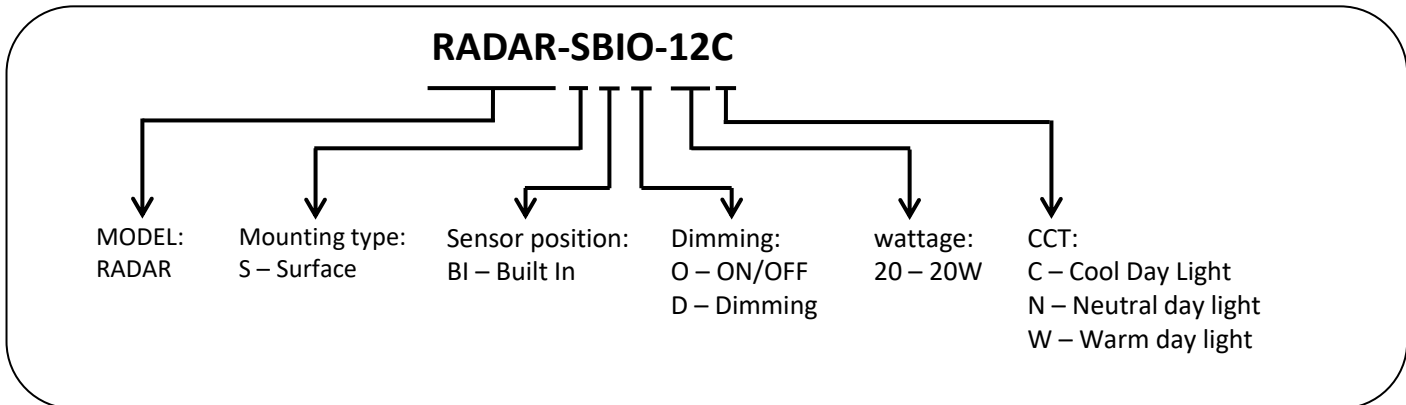 RADAR-SBIO-12C
MODEL:
RADAR
Mounting type:
S – Surface
Sensor position:
BI – Built In
Dimming:
O – ON/OFF
D – Dimming
wattage:
20 – 20W
CCT:
C – Cool Day Light
N – Neutral day light
W – Warm day light